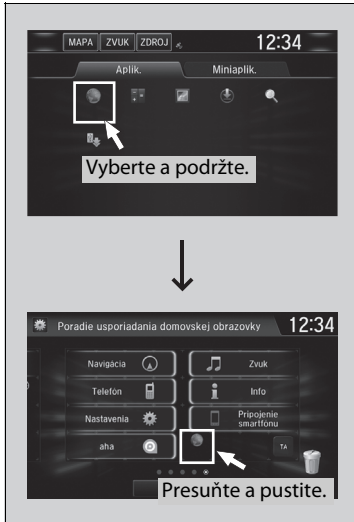 MAPA ZVUK ZDROJ 12:34
Aplik. Miniaplik.
Vyberte a podržte.
Poradie usporiadania domovskej obrazovky 12:34
Navigácia Zvuk
Telefón Info
Nastavenia Pripojenie
smartfónu
aha TA
Presuňte a pustite.